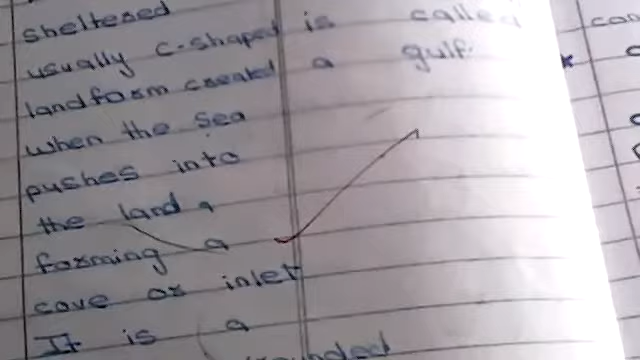 sheltered
usually c-shaped
landform created
when the sea
pushes into
the land,
forming a
cove or inlet
It is a
is called
a gulf.